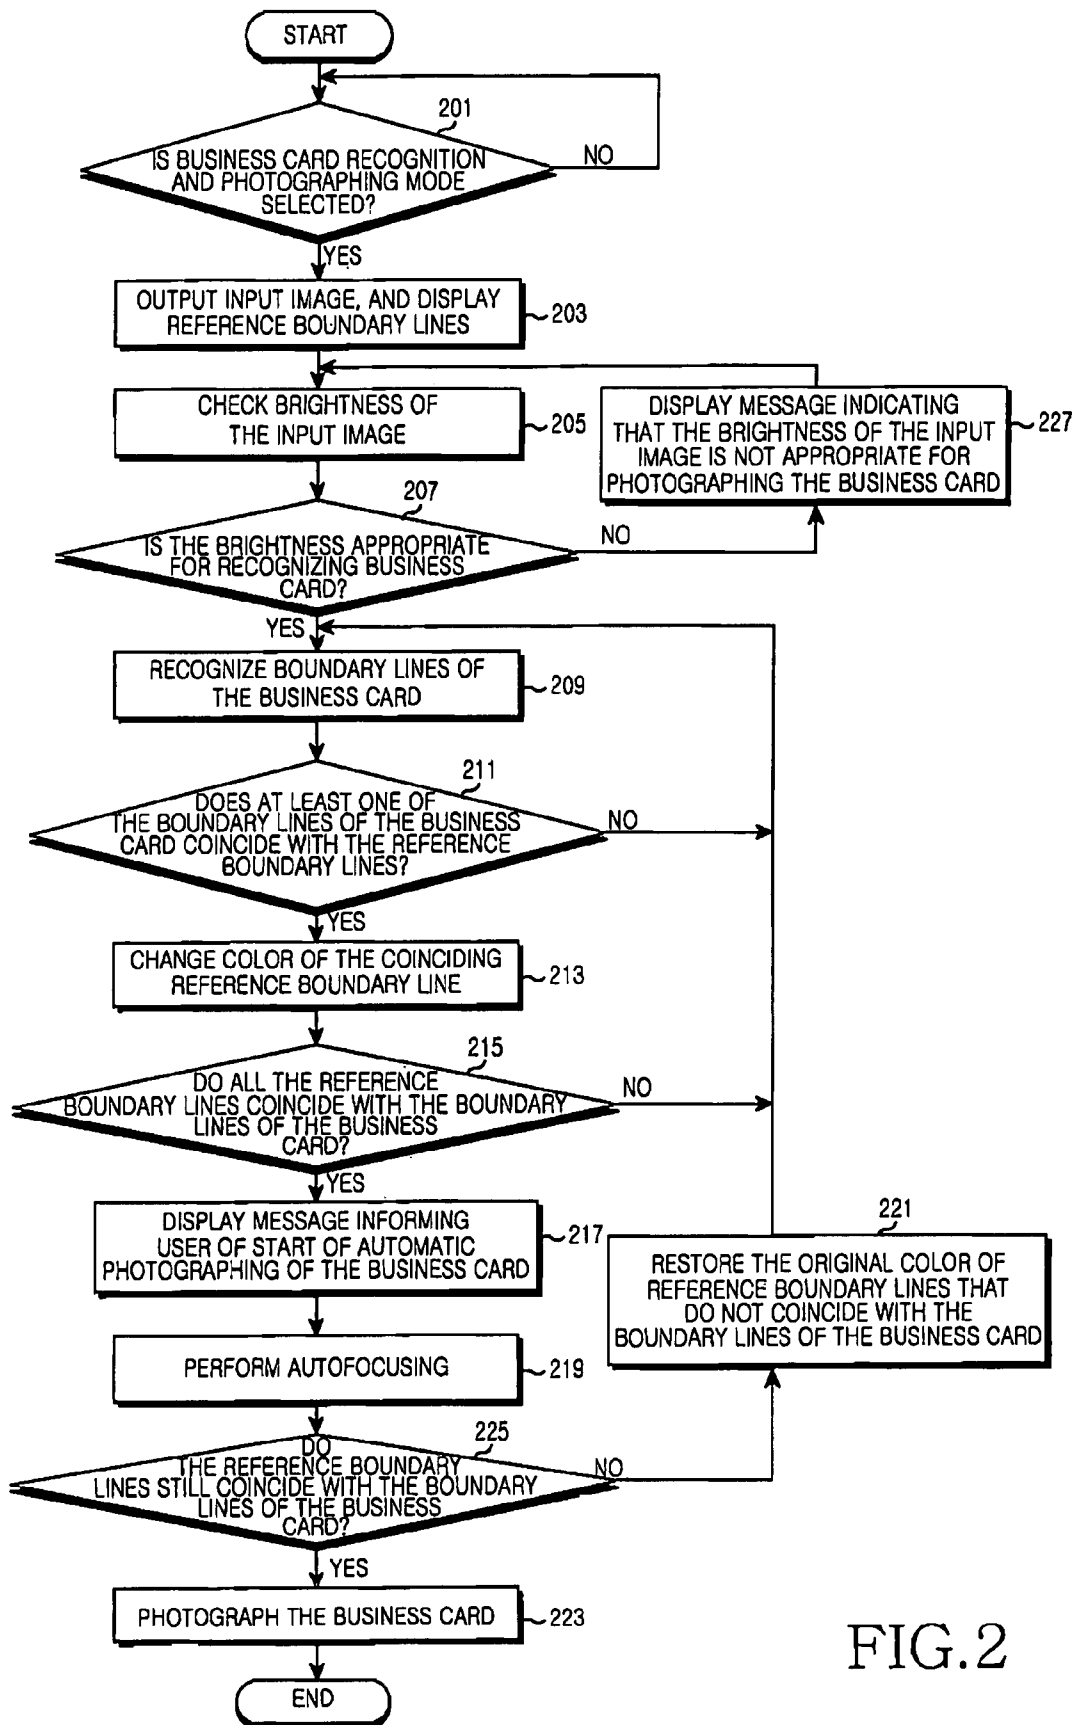 START
201
IS BUSINESS CARD RECOGNITION
AND PHOTOGRAPHING MODE
SELECTED?
NO
YES
OUTPUT INPUT IMAGE, AND DISPLAY
REFERENCE BOUNDARY LINES
203
CHECK BRIGHTNESS OF
THE INPUT IMAGE
205
DISPLAY MESSAGE INDICATING
THAT THE BRIGHTNESS OF THE INPUT
IMAGE IS NOT APPROPRIATE FOR
PHOTOGRAPHING THE BUSINESS CARD
227
207
IS THE BRIGHTNESS APPROPRIATE
FOR RECOGNIZING BUSINESS
CARD?
NO
YES
RECOGNIZE BOUNDARY LINES OF
THE BUSINESS CARD
209
211
DOES AT LEAST ONE OF
THE BOUNDARY LINES OF THE BUSINESS
CARD COINCIDE WITH THE REFERENCE
BOUNDARY LINES?
NO
YES
CHANGE COLOR OF THE COINCIDING
REFERENCE BOUNDARY LINE
213
215
DO ALL THE REFERENCE
BOUNDARY LINES COINCIDE WITH THE BOUNDARY
LINES OF THE BUSINESS
CARD?
NO
YES
DISPLAY MESSAGE INFORMING
USER OF START OF AUTOMATIC
PHOTOGRAPHING OF THE BUSINESS CARD
217
221
RESTORE THE ORIGINAL COLOR OF
REFERENCE BOUNDARY LINES THAT
DO NOT COINCIDE WITH THE
BOUNDARY LINES OF THE BUSINESS CARD
PERFORM AUTOFOCUSING
219
225
DO
THE REFERENCE BOUNDARY
LINES STILL COINCIDE WITH THE BOUNDARY
LINES OF THE BUSINESS
CARD?
NO
YES
PHOTOGRAPH THE BUSINESS CARD
223
END
FIG.2